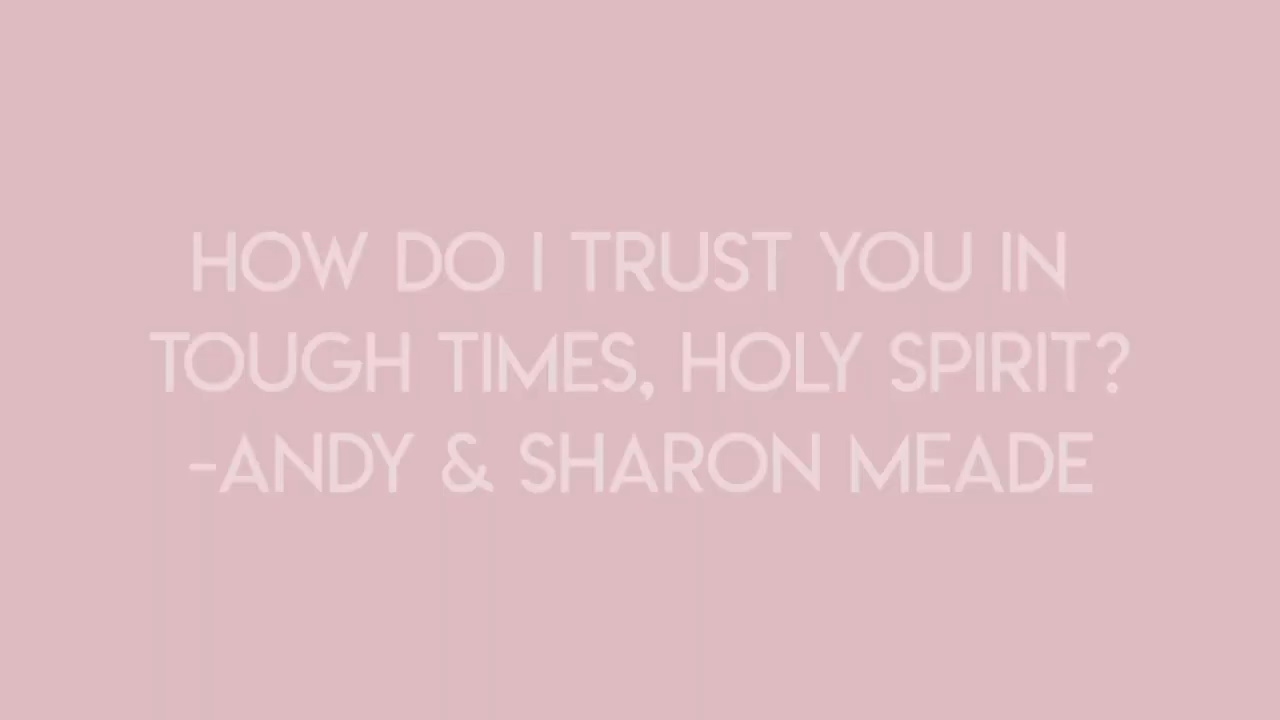 HOW DO I TRUST YOU IN
TOUGH TIMES, HOLY SPIRIT?
-ANDY & SHARON MEADE